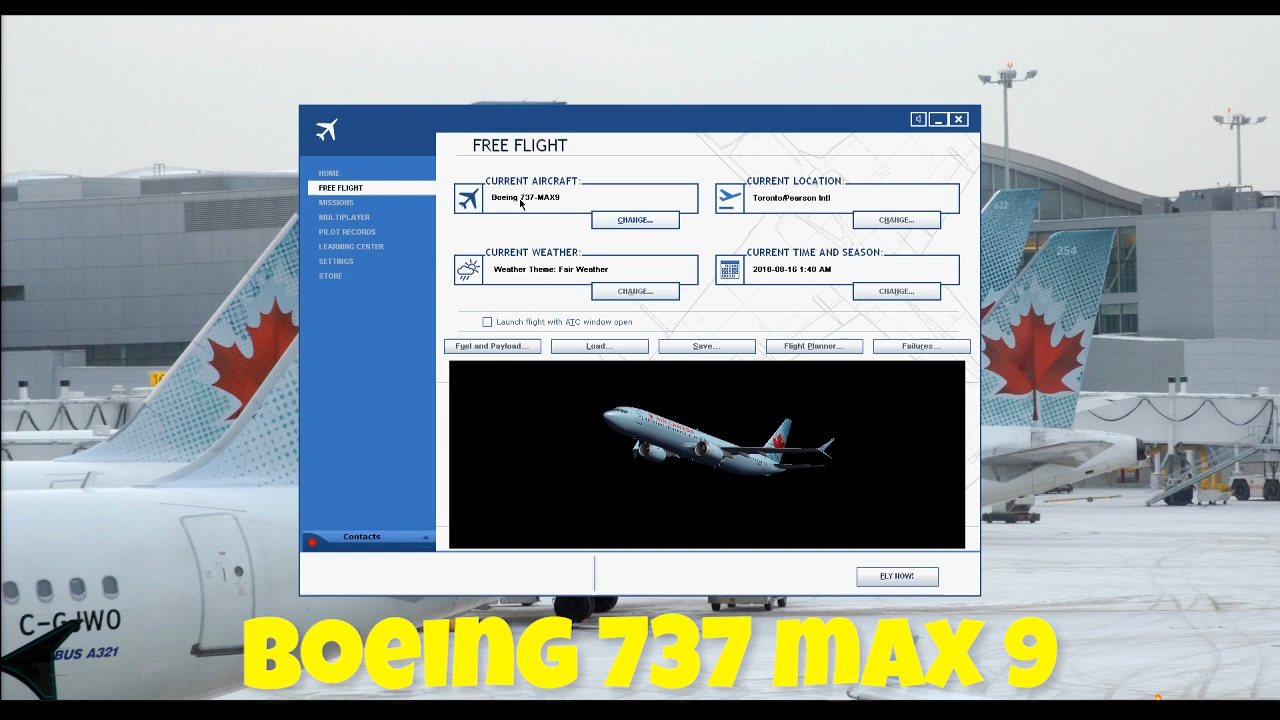 632
254
FREE FLIGHT
HOME
FREE FLIGHT
MISSIONS
MULTIPLAYER
PILOT RECORDS
LEARNING CENTER
SETTINGS
STORE
CURRENT AIRCRAFT:
Boeing 737-MAX9
CHANGE...
CURRENT LOCATION:
Toronto/Pearson Intl
CHANGE...
CURRENT WEATHER:
Weather Theme: Fair Weather
CHANGE...
CURRENT TIME AND SEASON:
2018-08-16 1:40 AM
CHANGE...
Launch flight with ATC window open
Fuel and Payload...
Load...
Save...
Flight Planner...
Failures...
Contacts
FLY NOW!
C-GJWO
BUS A321
BOEING 737 MAX 9